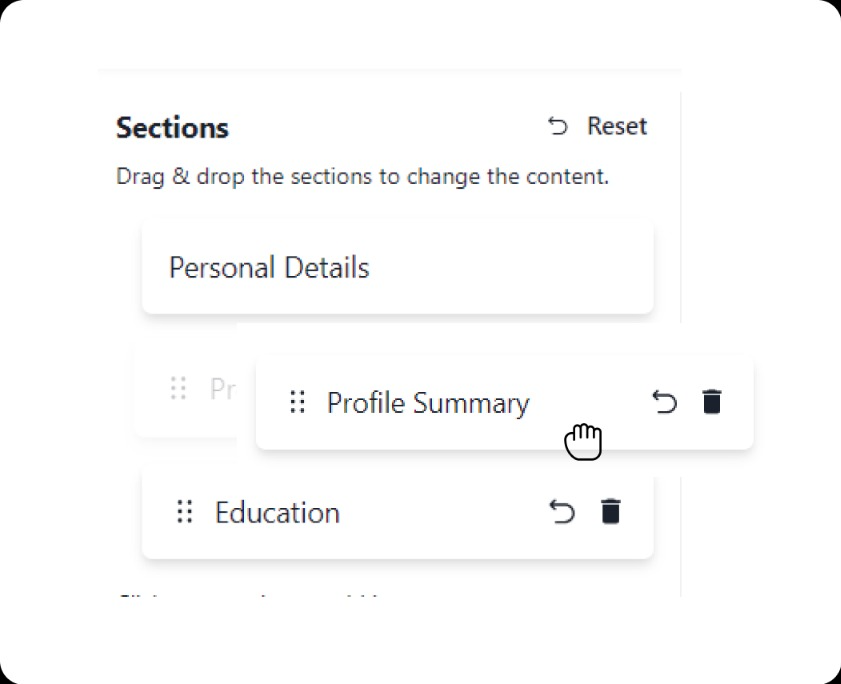 Sections
Reset
Drag & drop the sections to change the content.
Personal Details
Pr
Profile Summary
Education